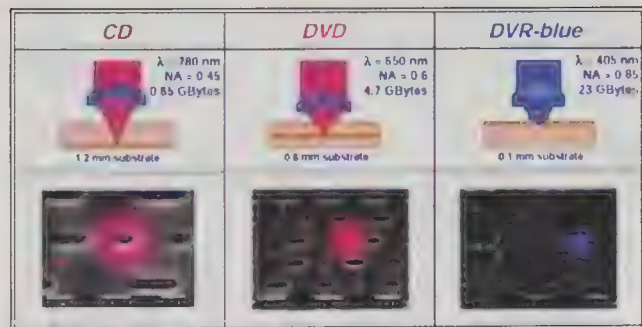 CD
DVD
DVR-blue
λ = 780 nm
NA = 0.45
0.65 GBytes
1.2 mm substrate
λ = 650 nm
NA = 0.6
4.7 GBytes
0.6 mm substrate
λ = 405 nm
NA = 0.85
23 GBytes
0.1 mm substrate